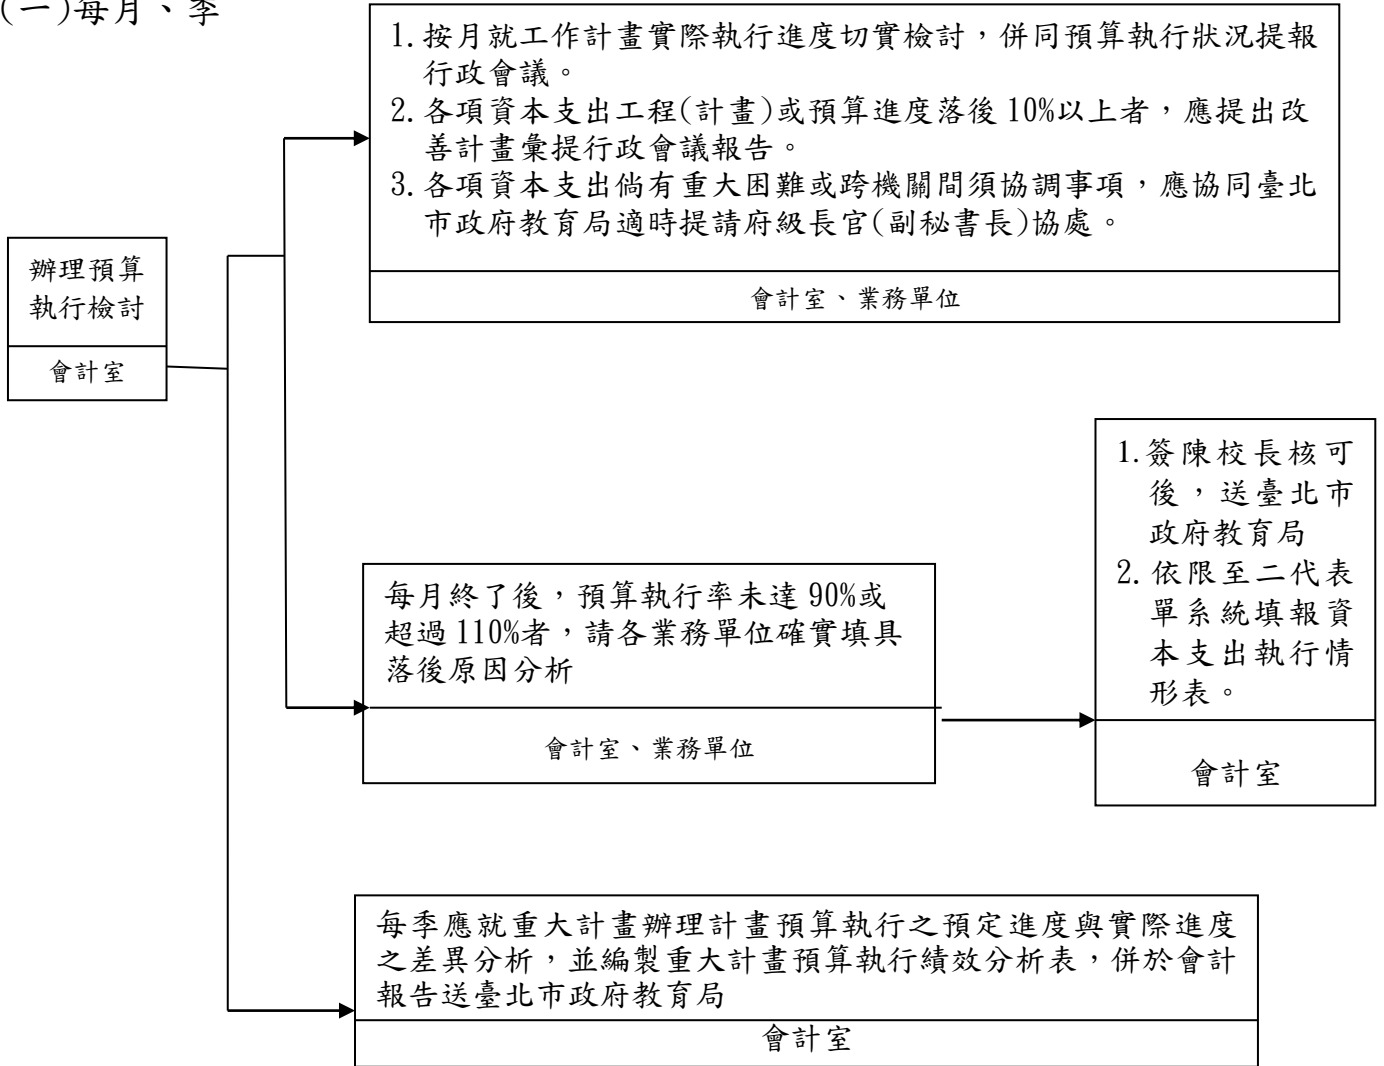 (一)每月、季
1.按月就工作計畫實際執行進度切實檢討，併同預算執行狀況提報
行政會議。
2.各項資本支出工程(計畫)或預算進度落後 10%以上者，應提出改
善計畫彙提行政會議報告。
3.各項資本支出倘有重大困難或跨機關間須協調事項，應協同臺北
市政府教育局適時提請府級長官(副秘書長)協處。
會計室、業務單位
辦理預算
執行檢討
會計室
1.簽陳校長核可
後，送臺北市
政府教育局
2.依限至二代表
單系統填報資
本支出執行情
形表。
會計室
每月終了後，預算執行率未達 90%或
超過 110%者，請各業務單位確實填具
落後原因分析
會計室、業務單位
每季應就重大計畫辦理計畫預算執行之預定進度與實際進度
之差異分析，並編製重大計畫預算執行績效分析表，併於會計
報告送臺北市政府教育局
會計室